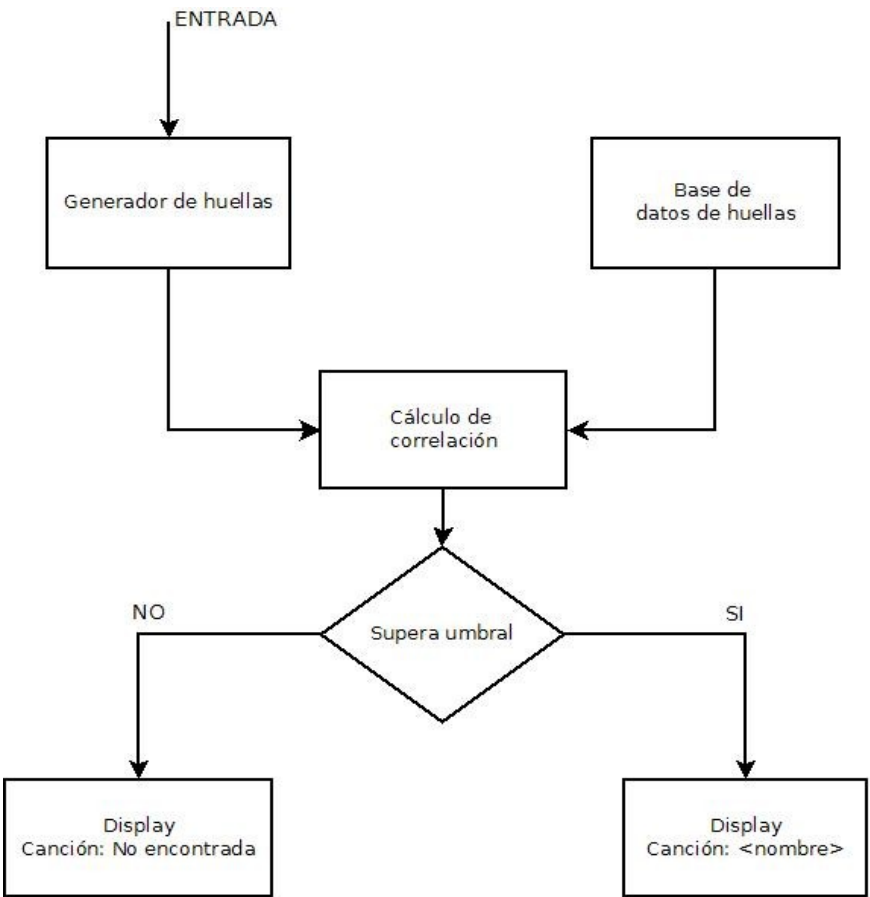 ENTRADA
Generador de huellas
Base de
datos de huellas
Cálculo de
correlación
Supera umbral
NO
SI
Display
Canción: No encontrada
Display
Canción: <nombre>